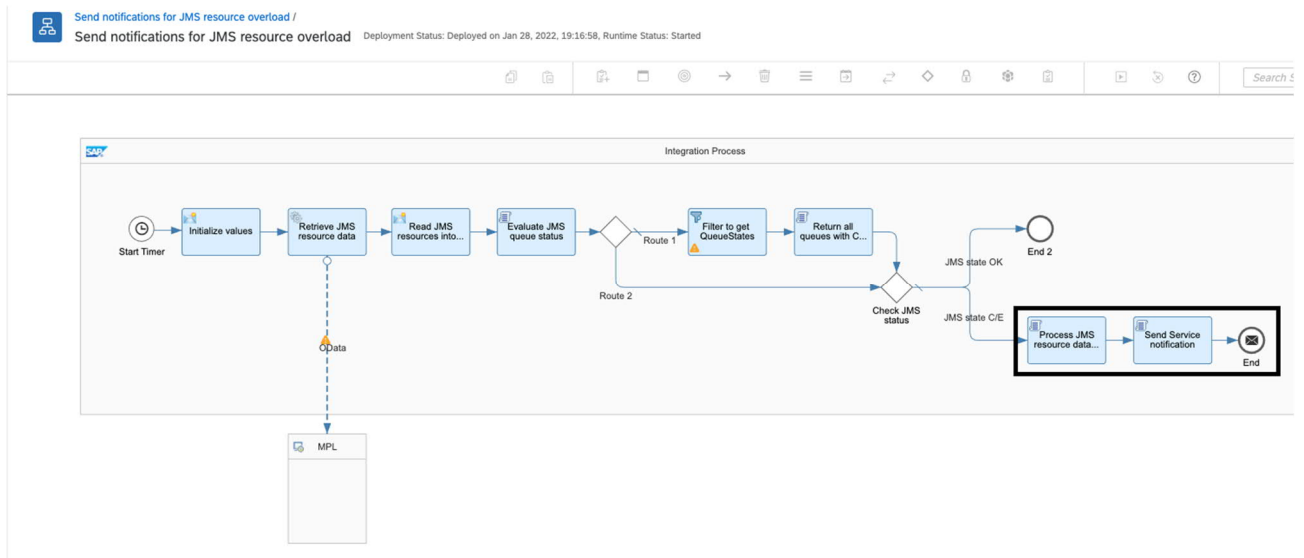 Send notifications for JMS resource overload /
Send notifications for JMS resource overload Deployment Status: Deployed on Jan 28, 2022, 19:16:58, Runtime Status: Started
Search S
SAP
Integration Process
Start Timer
Initialize values
Retrieve JMS
resource data
Read JMS
resources into...
Evaluate JMS
queue status
Route 1
Filter to get
QueueStates
Return all
queues with C...
Route 2
Check JMS
status
JMS state OK
End 2
JMS state C/E
Process JMS
resource data...
Send Service
notification
End
OData
MPL